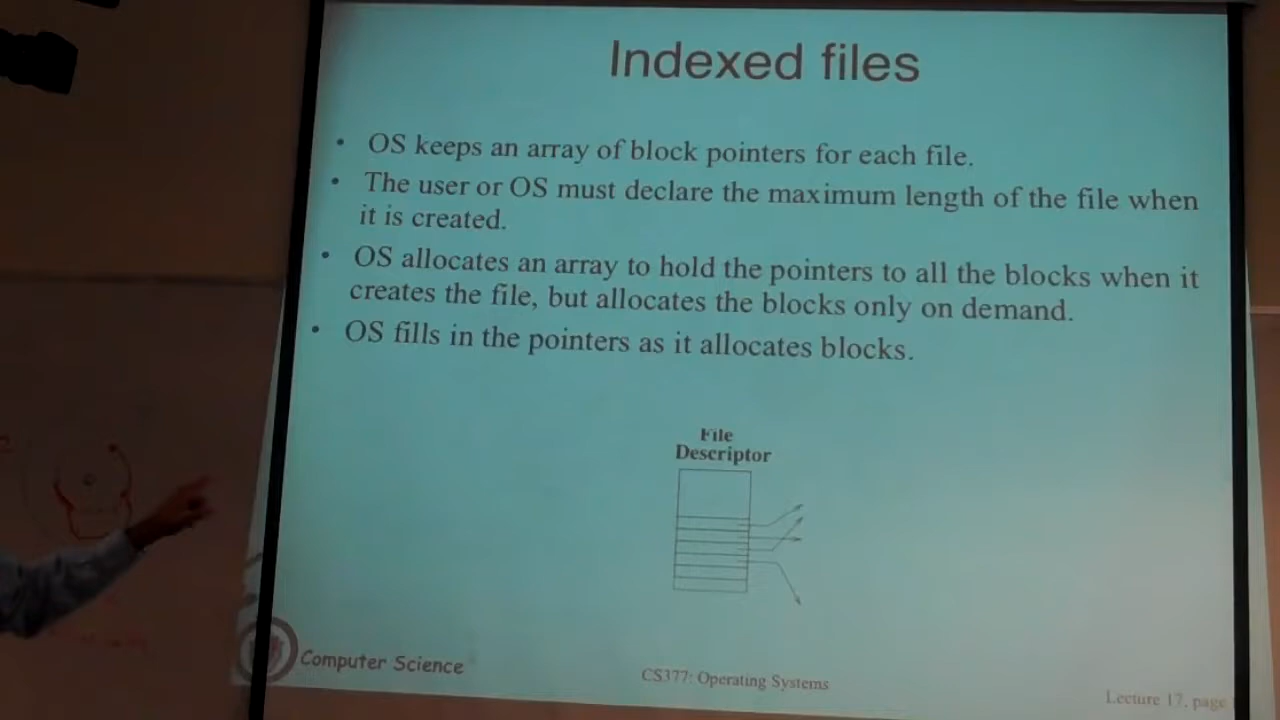 Indexed files
• OS keeps an array of block pointers for each file.
• The user or OS must declare the maximum length of the file when
it is created.
• OS allocates an array to hold the pointers to all the blocks when it
creates the file, but allocates the blocks only on demand.
• OS fills in the pointers as it allocates blocks.
File
Descriptor
Computer Science
CS377: Operating Systems
Lecture 17, page